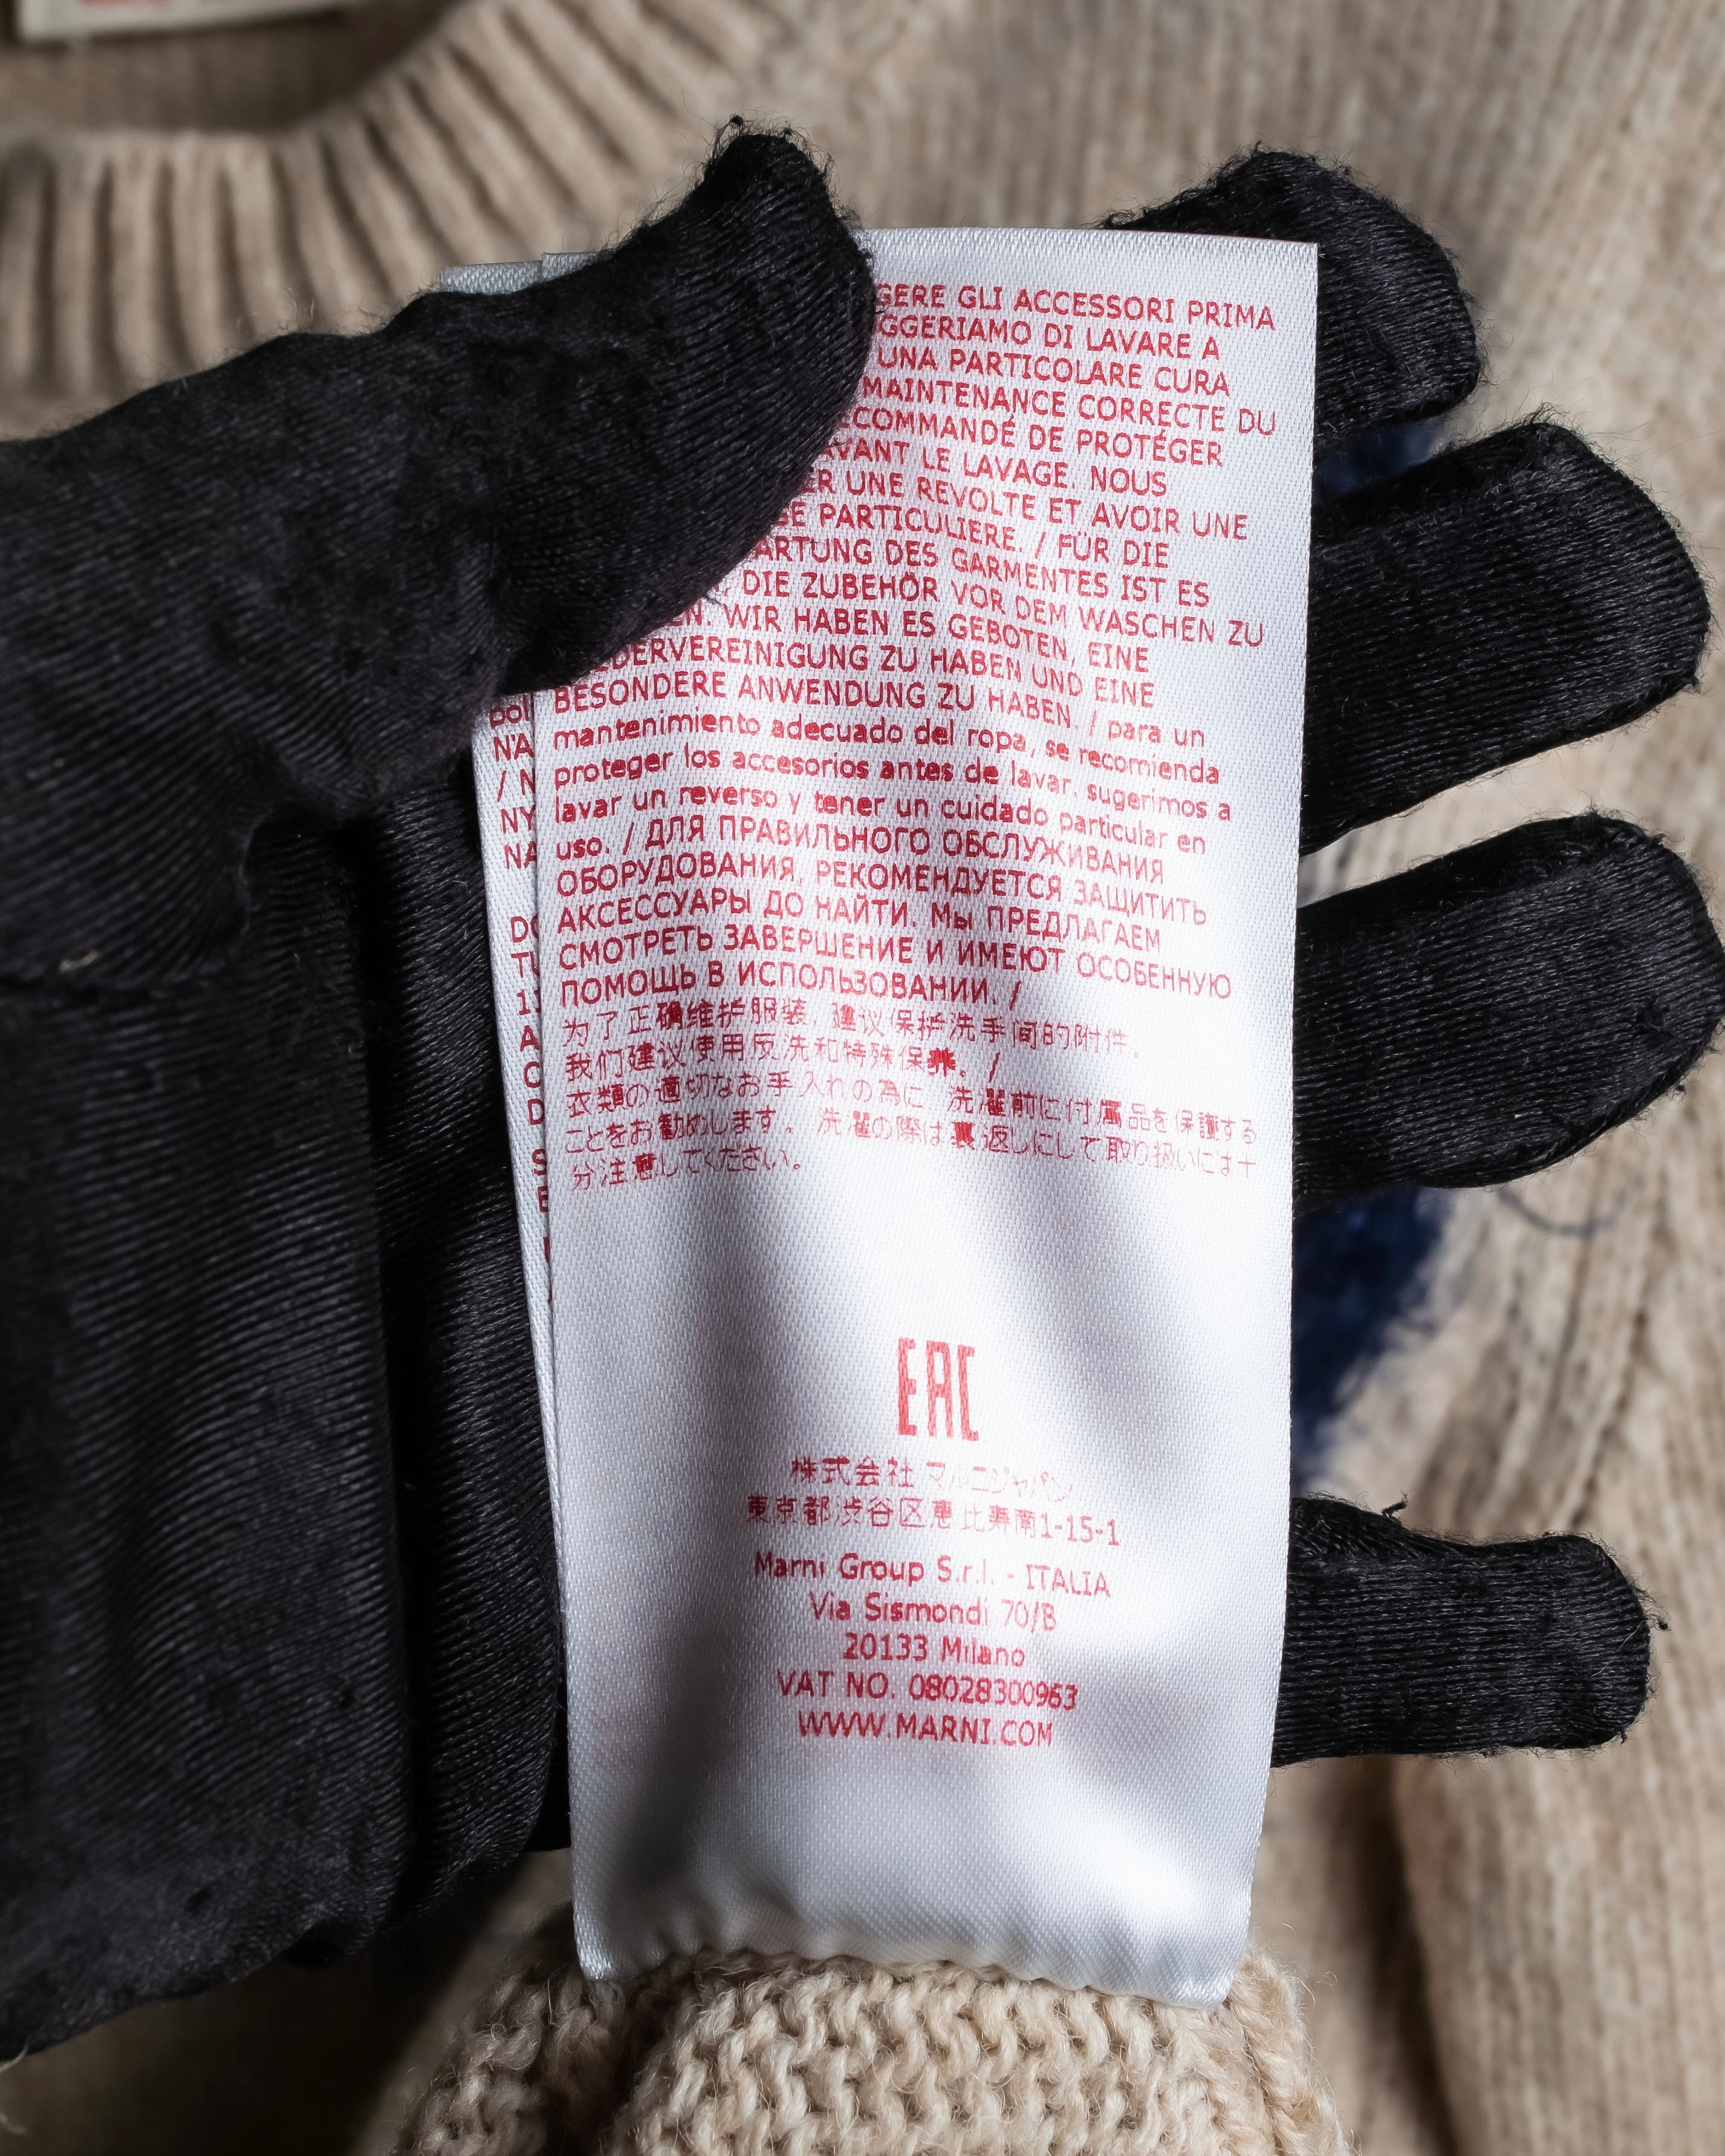 GERE GLI ACCESSORI PRIMA
GGERIAMO DI LAVARE A
UNA PARTICOLARE CURA
MAINTENANCE CORRECTE DU
COMMANDÉ DE PROTÉGER
AVANT LE LAVAGE. NOUS
ER UNE REVOLTE ET AVOIR UNE
SE PARTICULIERE. / FÜR DIE
ARTUNG DES GARMENTES IST ES
DIE ZUBEHÖR VOR DEM WASCHEN ZU
EN. WIR HABEN ES GEBOTEN, EINE
EDERVEREINIGUNG ZU HABEN UND EINE
BESONDERE ANWENDUNG ZU HABEN. / para un
mantenimiento adecuado del ropa, se recomienda
proteger los accesorios antes de lavar. sugerimos a
lavar un reverso y tener un cuidado particular en
uso. / ДЛЯ ПРАВИЛЬНОГО ОБСЛУЖИВАНИЯ
ОБОРУДОВАНИЯ, РЕКОМЕНДУЕТСЯ ЗАЩИТИТЬ
АКСЕССУАРЫ ДО НАЙТИ. Мы ПРЕДЛАГАЕМ
СМОТРЕТЬ ЗАВЕРШЕНИЕ И ИМЕЮТ ОСОБЕННУЮ
ПОМОЩЬ В ИСПОЛЬЗОВАНИИ. /
为了正确维护服装, 建议保护洗手间的附件。
我们建议使用反洗和特殊保养。 /
衣類の適切なお手入れの為に、洗濯前に付属品を保護する
ことをお勧めします。 洗濯の際は裏返しにして取り扱いには十
分注意してください。
pol
N'A
/ N
NY
NA
DO
TU
11
A
C
D
S
E
EAC
株式会社 マルニジャパン
東京都渋谷区恵比寿南1-15-1
Marni Group S.r.l. - ITALIA
Via Sismondi 70/B
20133 Milano
VAT NO. 08028300963
WWW.MARNI.COM